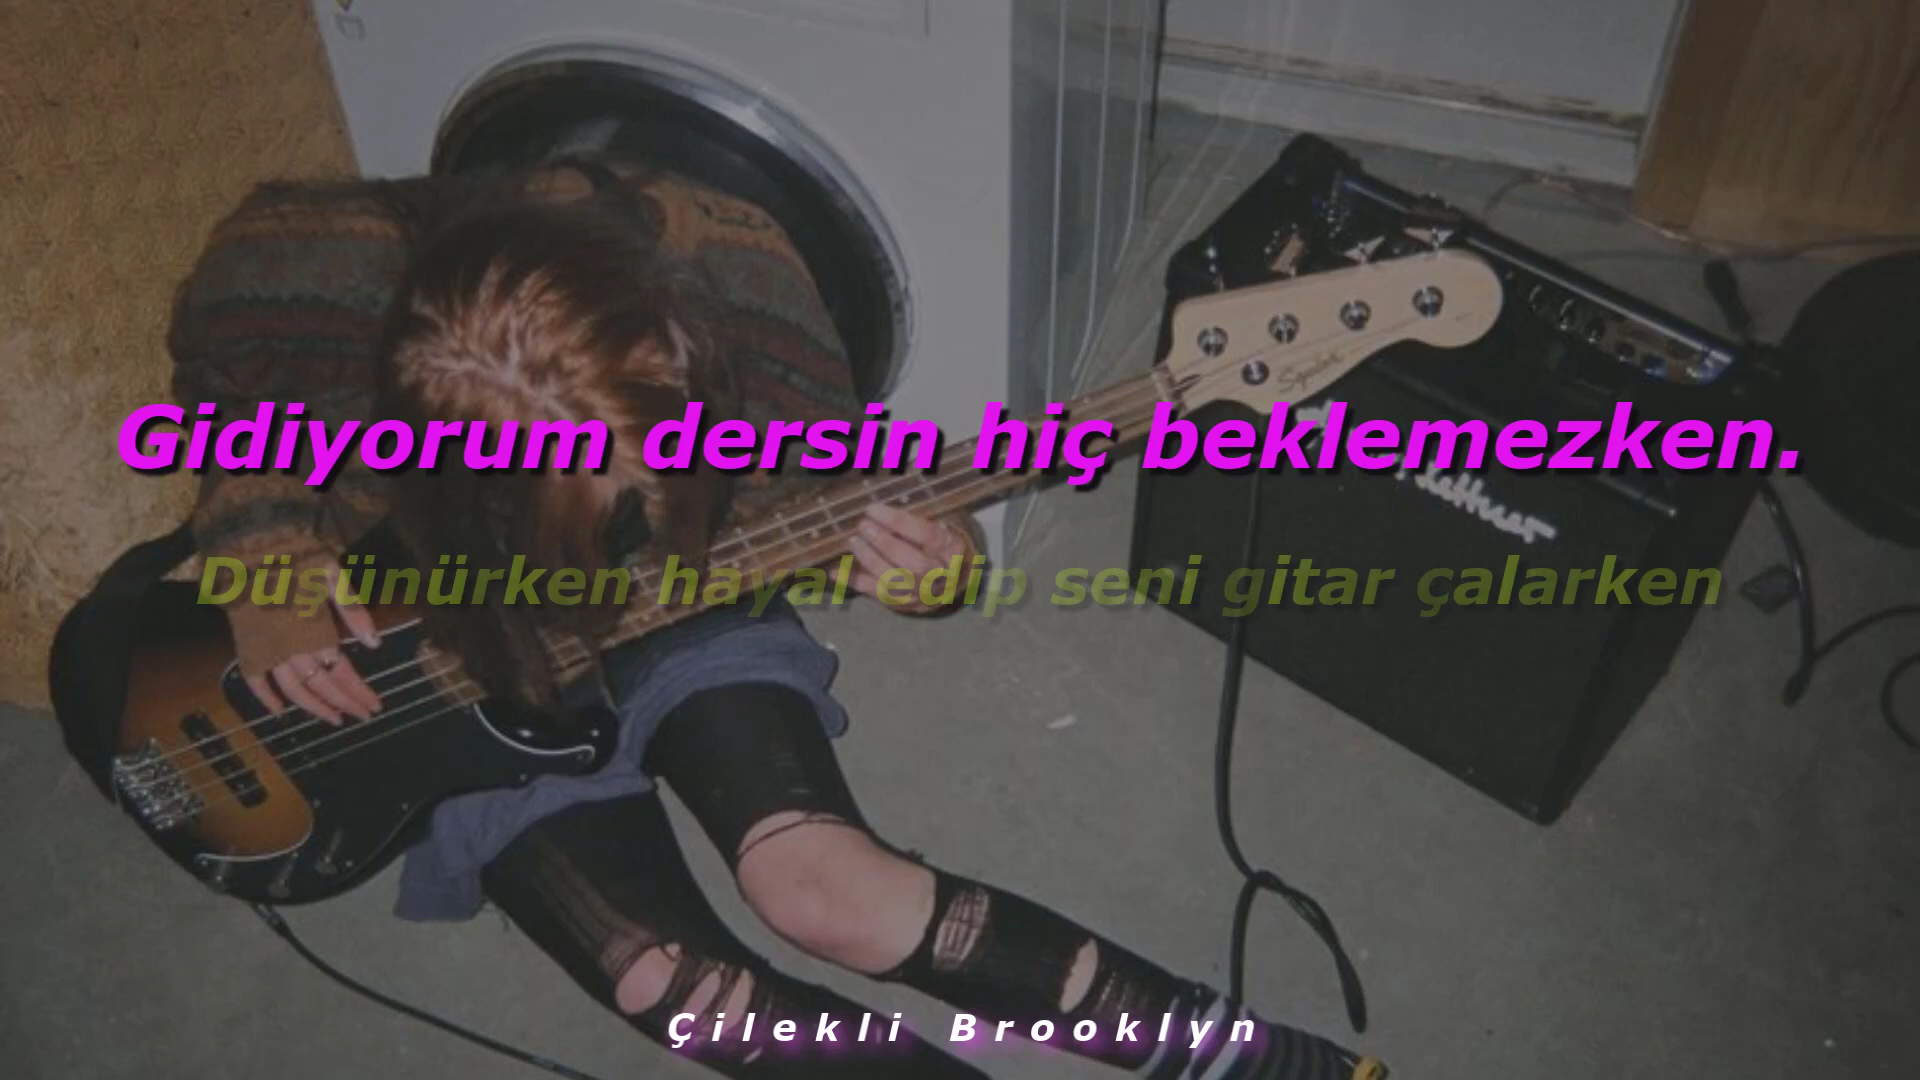 Gidiyorum dersin hiç beklemezken.
Düşünürken hayal edip seni gitar çalarken
Çilekli Brooklyn